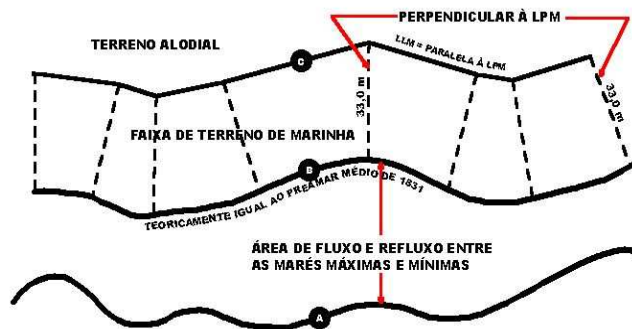 PERPENDICULAR À LPM
TERRENO ALODIAL
C
LLM = PARALELA À LPM
33,0 m
33,0 m
FAIXA DE TERRENO DE MARINHA
B
TEORICAMENTE IGUAL AO PREAMAR MÉDIO DE 1831
ÁREA DE FLUXO E REFLUXO ENTRE
AS MARÉS MÁXIMAS E MÍNIMAS
A